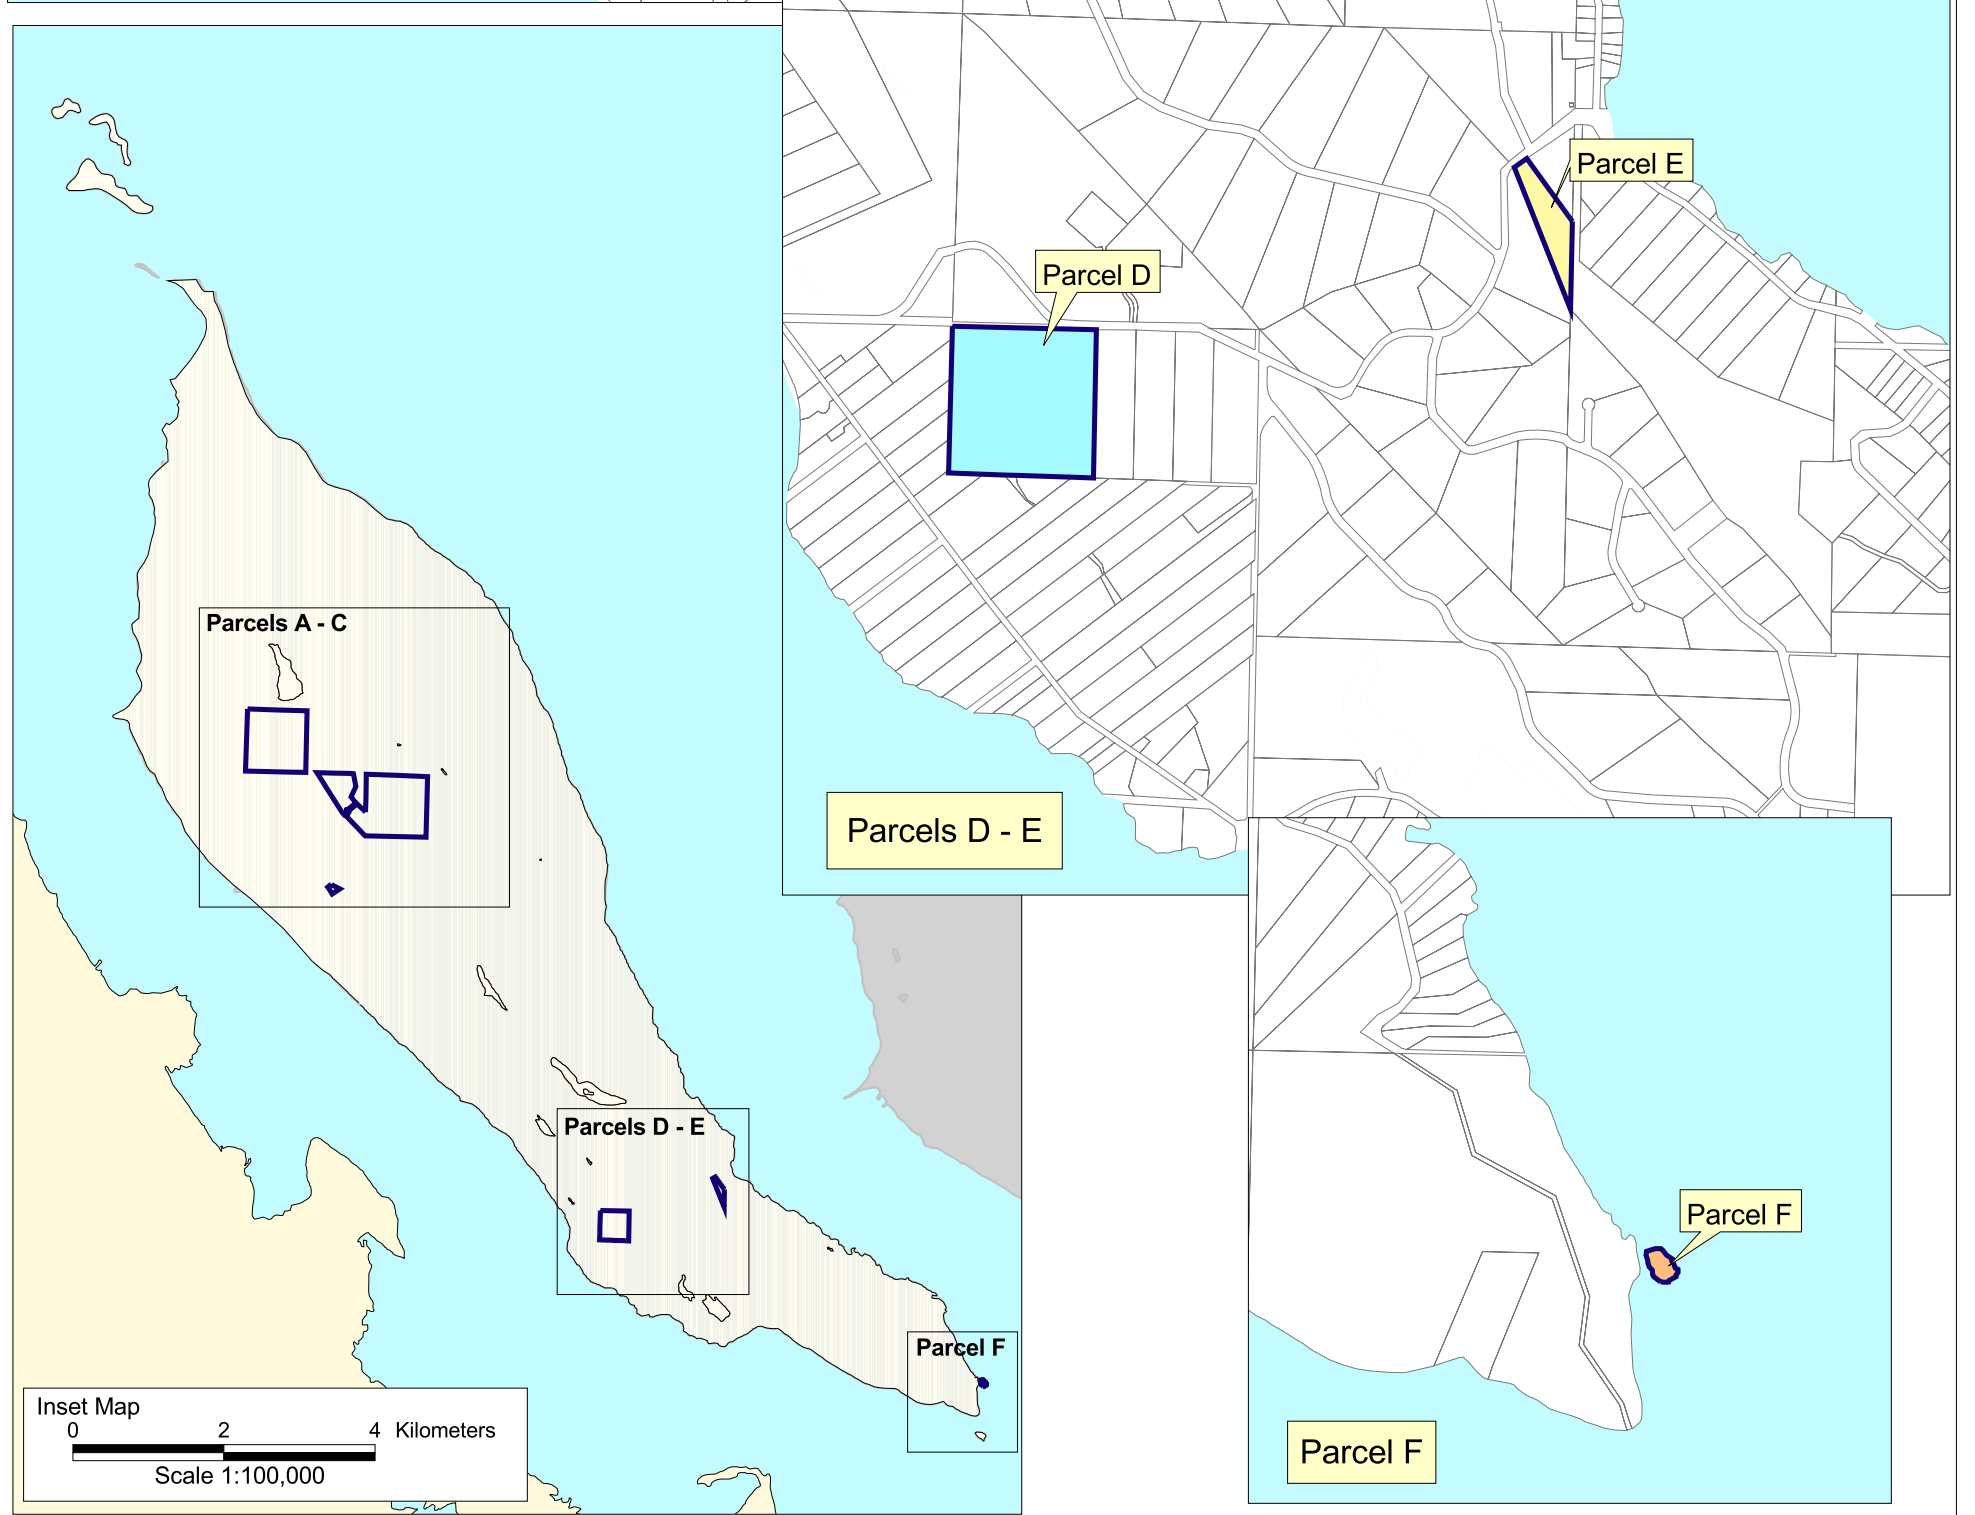 Parcel E
Parcel D
Parcels A - C
Parcels D - E
Parcels D - E
Parcel F
Parcel F
Inset Map
0 2 4 Kilometers
Scale 1:100,000
Parcel F